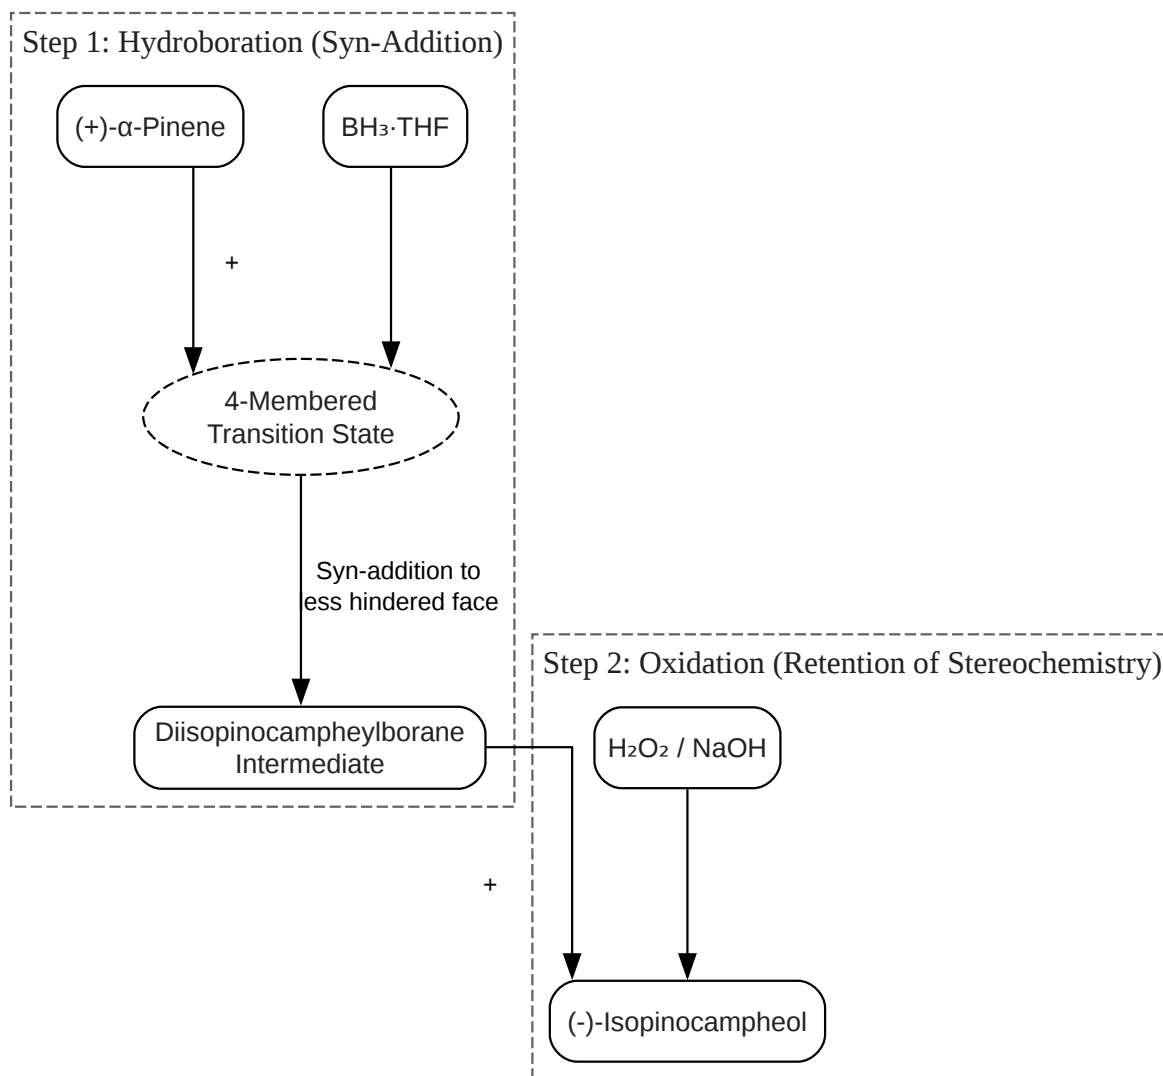 Step 1: Hydroboration (Syn-Addition)
(+)-α-Pinene
BH₃·THF
+
4-Membered
Transition State
Syn-addition to
less hindered face
Diisopinocampheylborane
Intermediate
Step 2: Oxidation (Retention of Stereochemistry)
H₂O₂ / NaOH
+
(-)-Isopinocampheol